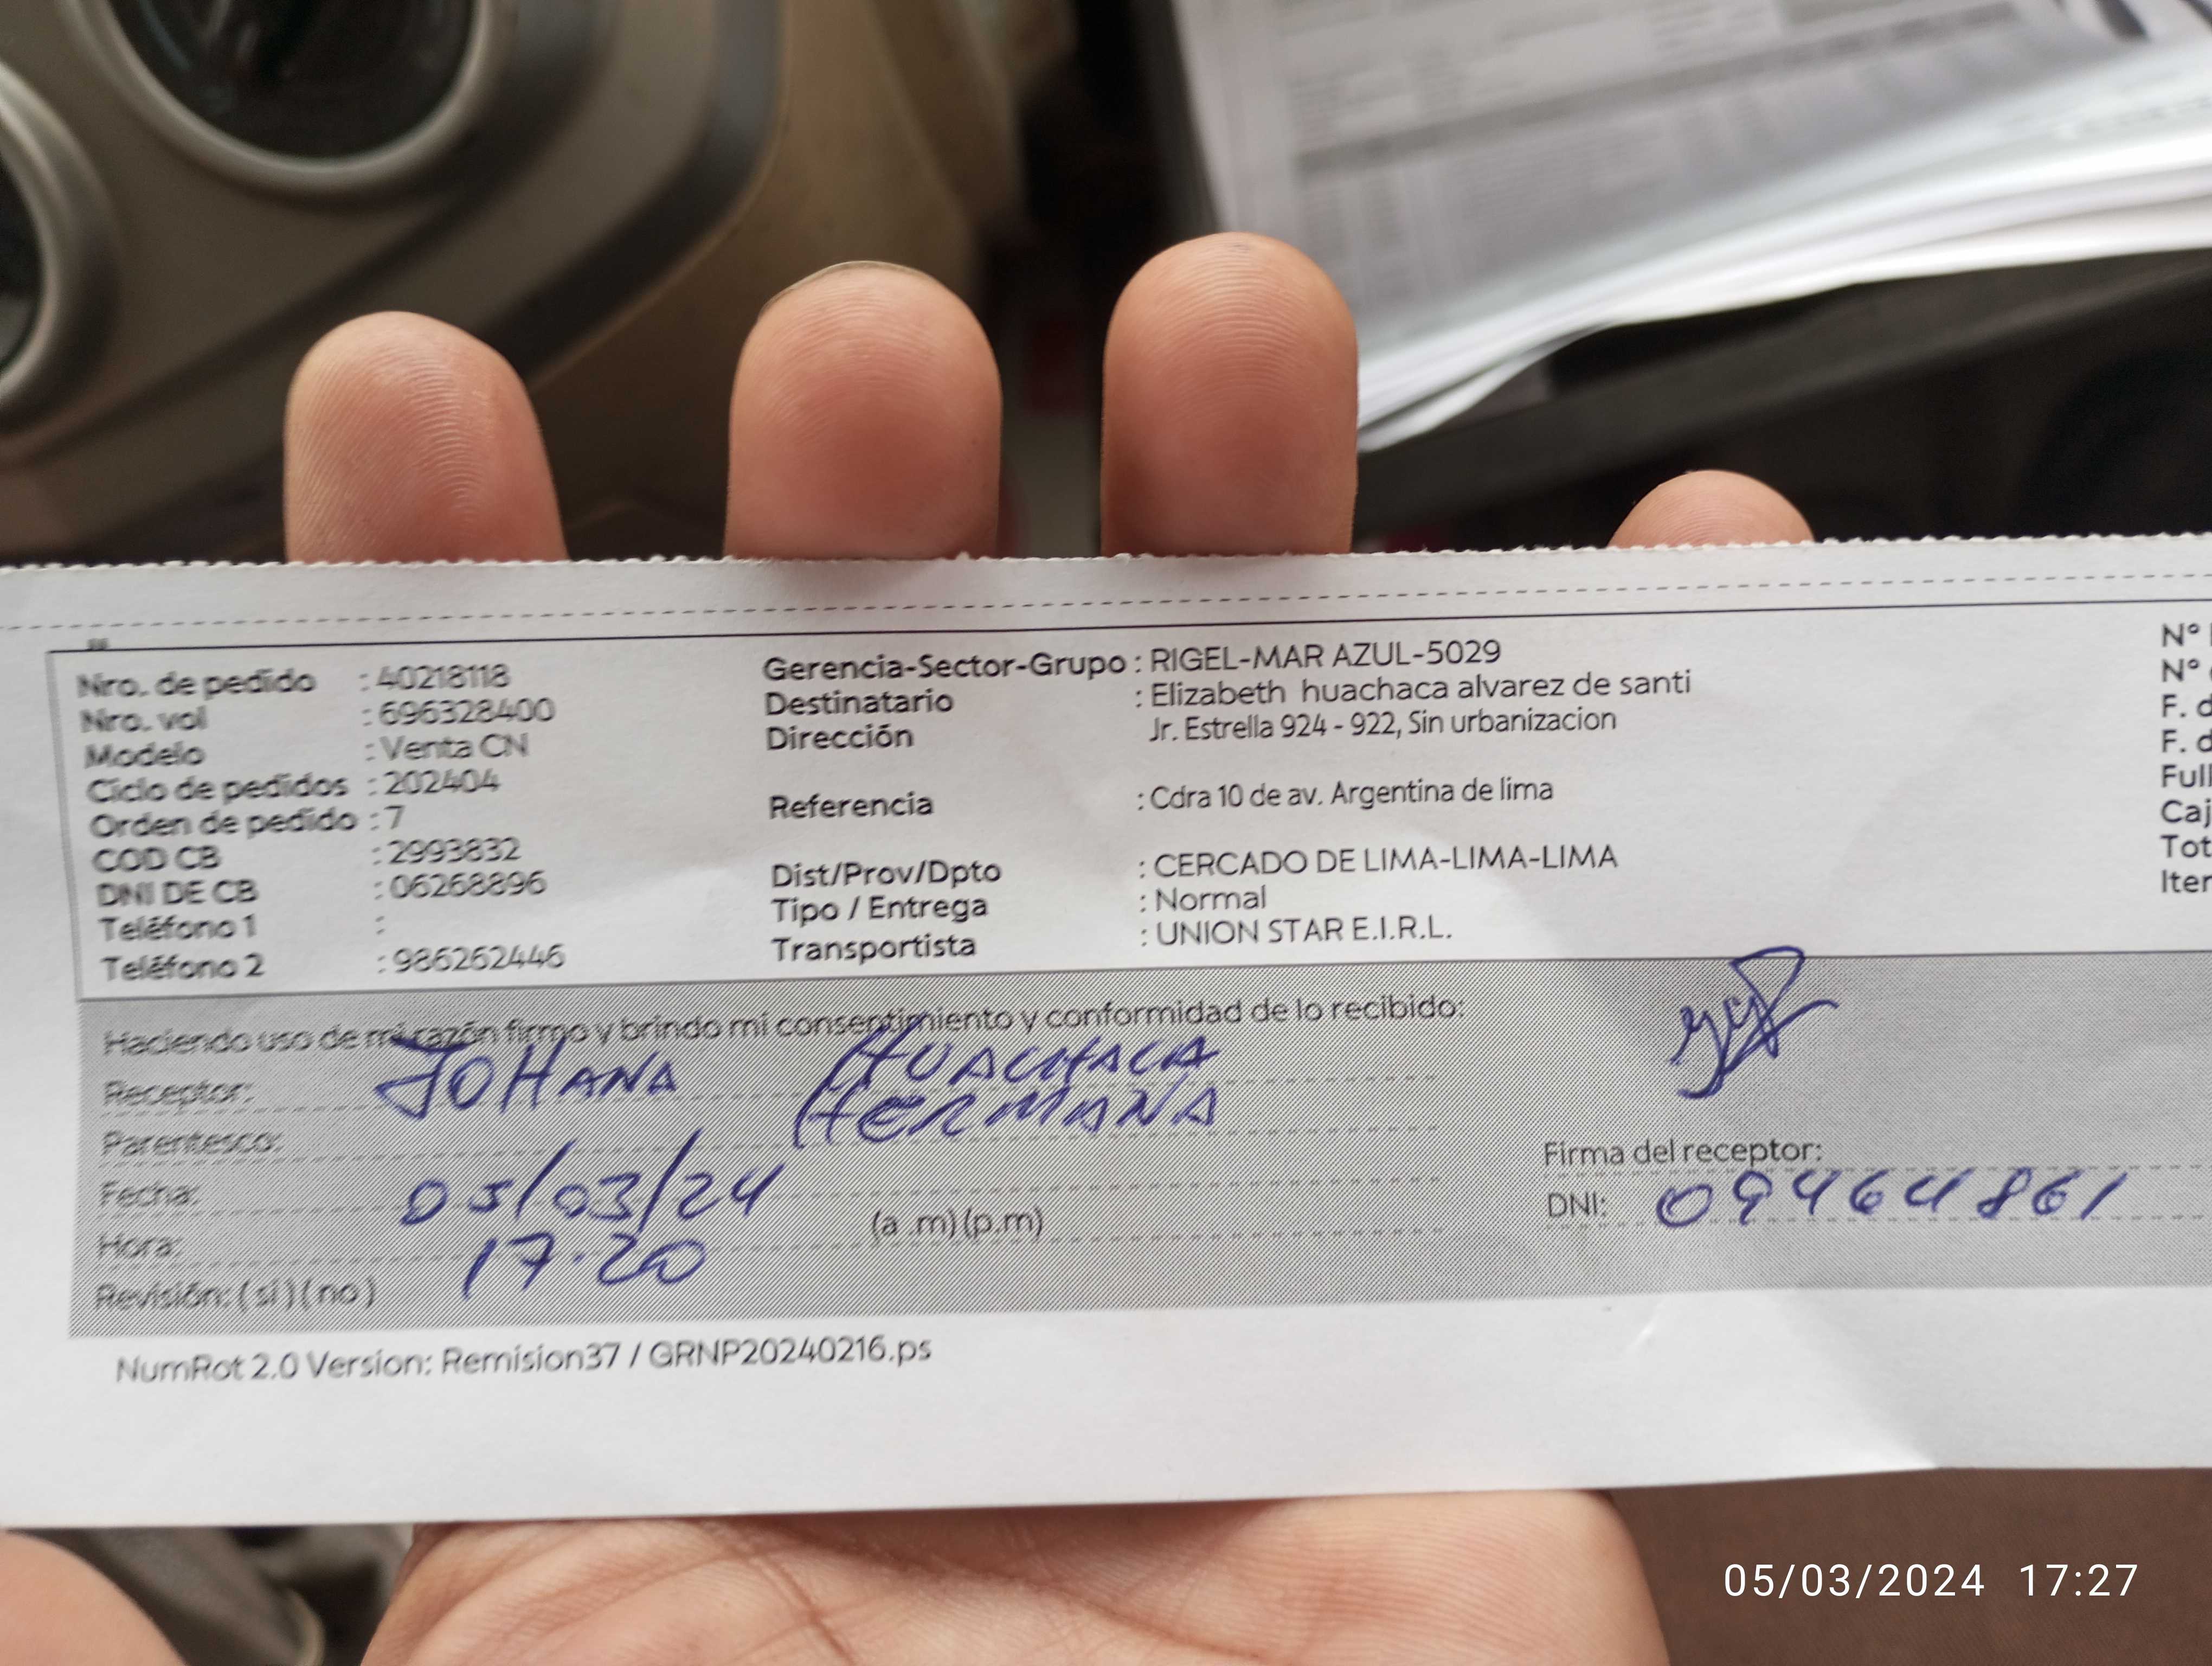 Nro. de pedido : 40218118
Nro. vol : 696328400
Modelo : Venta CN
Ciclo de pedidos : 202404
Orden de pedido : 7
COD CB : 2993832
DNI DE CB : 06268896
Teléfono 1 :
Teléfono 2 : 986262446
Gerencia-Sector-Grupo : RIGEL-MAR AZUL-5029
Destinatario : Elizabeth huachaca alvarez de santi
Dirección Jr. Estrella 924 - 922, Sin urbanizacion
Referencia : Cdra 10 de av. Argentina de lima
Dist/Prov/Dpto : CERCADO DE LIMA-LIMA-LIMA
Tipo / Entrega : Normal
Transportista : UNION STAR E.I.R.L.
N°
N°
F. d
F. d
Full
Caj
Tot
Iter
Haciendo uso de mi razón firmo y brindo mi consentimiento y conformidad de lo recibido:
Receptor: JOHANA HUACHACA
Parentesco: HERMANA
Fecha: 05/03/24
Hora: 17.20 (a .m) (p.m)
Revisión: ( si ) ( no )
Firma del receptor:
DNI: 09464861
NumRot 2.0 Version: Remision37 / GRNP20240216.ps
05/03/2024 17:27